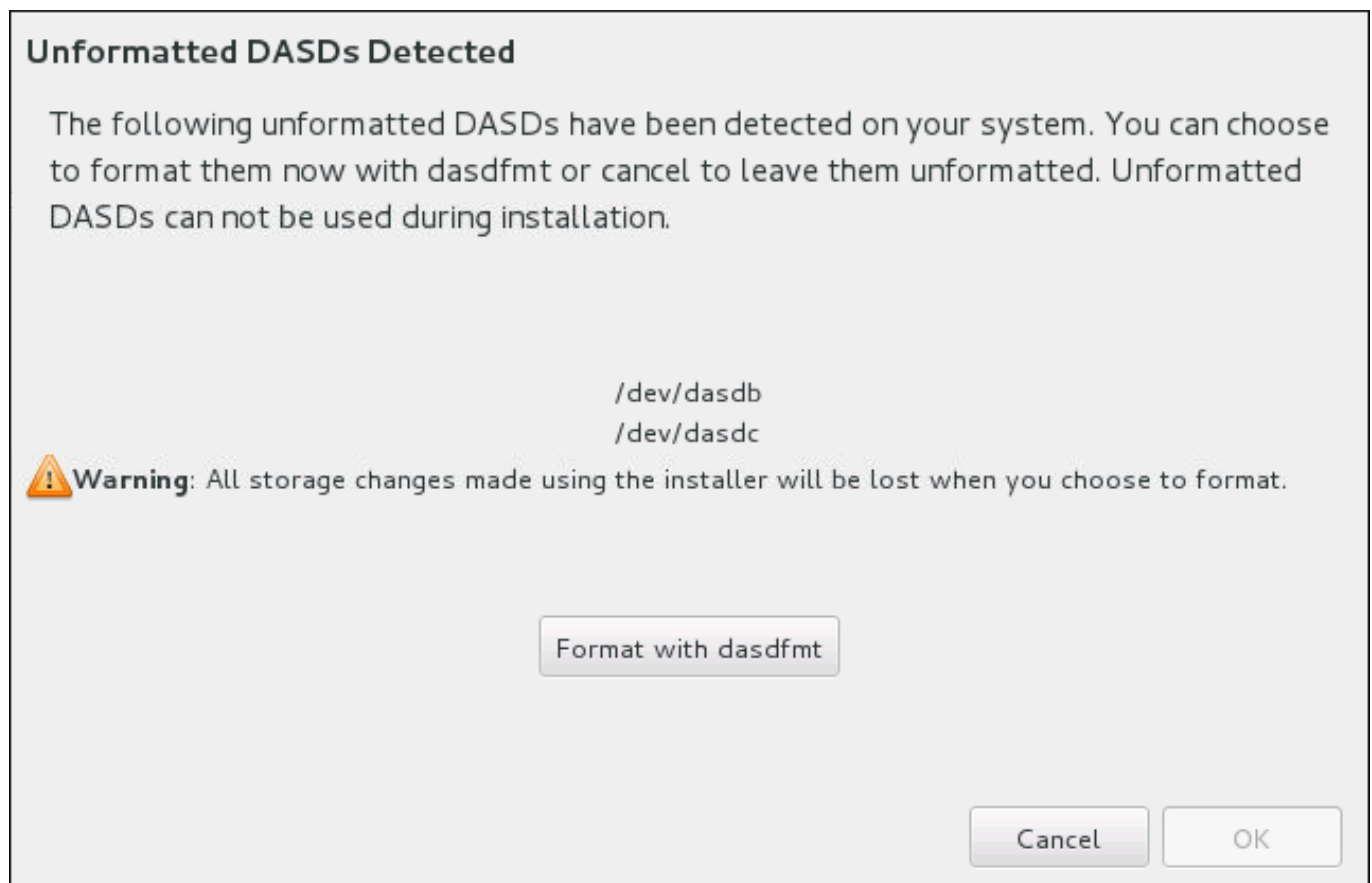 Unformatted DASDs Detected
The following unformatted DASDs have been detected on your system. You can choose
to format them now with dasdfmt or cancel to leave them unformatted. Unformatted
DASDs can not be used during installation.
/dev/dasdb
/dev/dasdc
Warning: All storage changes made using the installer will be lost when you choose to format.
Format with dasdfmt
Cancel
OK